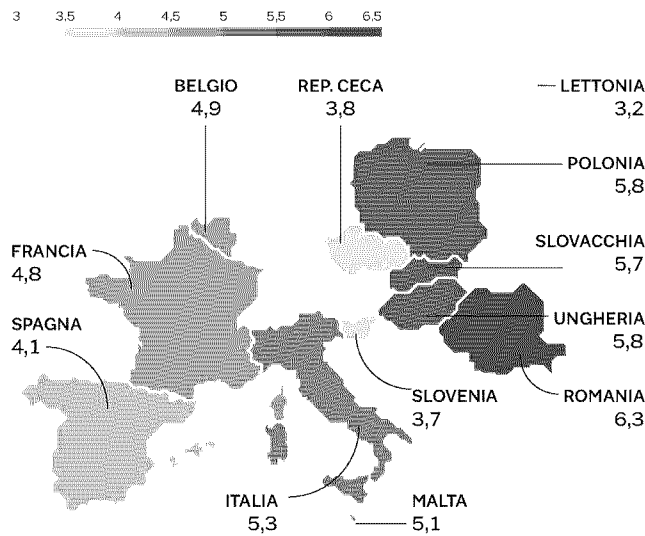 3 3,5 4 4,5 5 5,5 6 6,5
BELGIO
4,9
REP. CECA
3,8
LETTONIA
3,2
POLONIA
5,8
SLOVACCHIA
5,7
FRANCIA
4,8
UNGHERIA
5,8
SPAGNA
4,1
SLOVENIA
3,7
ROMANIA
6,3
ITALIA
5,3
MALTA
5,1